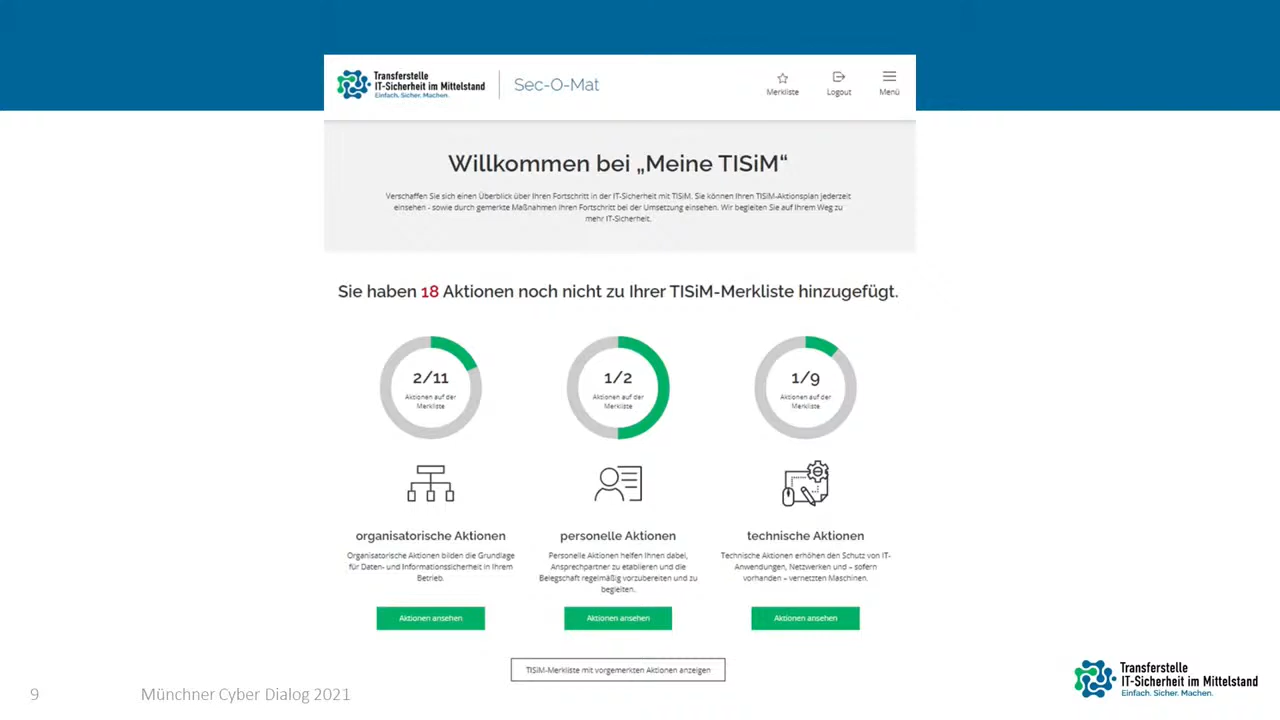 Transferstelle
IT-Sicherheit im Mittelstand
Einfach. Sicher. Machen.
Sec-O-Mat
Merkliste
Logout
Menü
Willkommen bei „Meine TISiM“
Verschaffen Sie sich einen Überblick über Ihren Fortschritt in der IT-Sicherheit mit TISiM. Sie können Ihren TISiM-Aktionsplan jederzeit
einsehen - sowie durch gemerkte Maßnahmen Ihren Fortschritt bei der Umsetzung einsehen. Wir begleiten Sie auf Ihrem Weg zu
mehr IT-Sicherheit.
Sie haben 18 Aktionen noch nicht zu Ihrer TISiM-Merkliste hinzugefügt.
2/11
Aktionen auf der
Merkliste
1/2
Aktionen auf der
Merkliste
1/9
Aktionen auf der
Merkliste
organisatorische Aktionen
Organisatorische Aktionen bilden die Grundlage
für Daten- und Informationssicherheit in Ihrem
Betrieb.
Aktionen ansehen
personelle Aktionen
Personelle Aktionen helfen Ihnen dabei,
Ansprechpartner zu etablieren und die
Belegschaft regelmäßig vorzubereiten und zu
begleiten.
Aktionen ansehen
technische Aktionen
Technische Aktionen erhöhen den Schutz von IT-
Anwendungen, Netzwerken und – sofern
vorhanden – vernetzten Maschinen.
Aktionen ansehen
TISiM-Merkliste mit vorgemerkten Aktionen anzeigen
9
Münchner Cyber Dialog 2021
Transferstelle
IT-Sicherheit im Mittelstand
Einfach. Sicher. Machen.